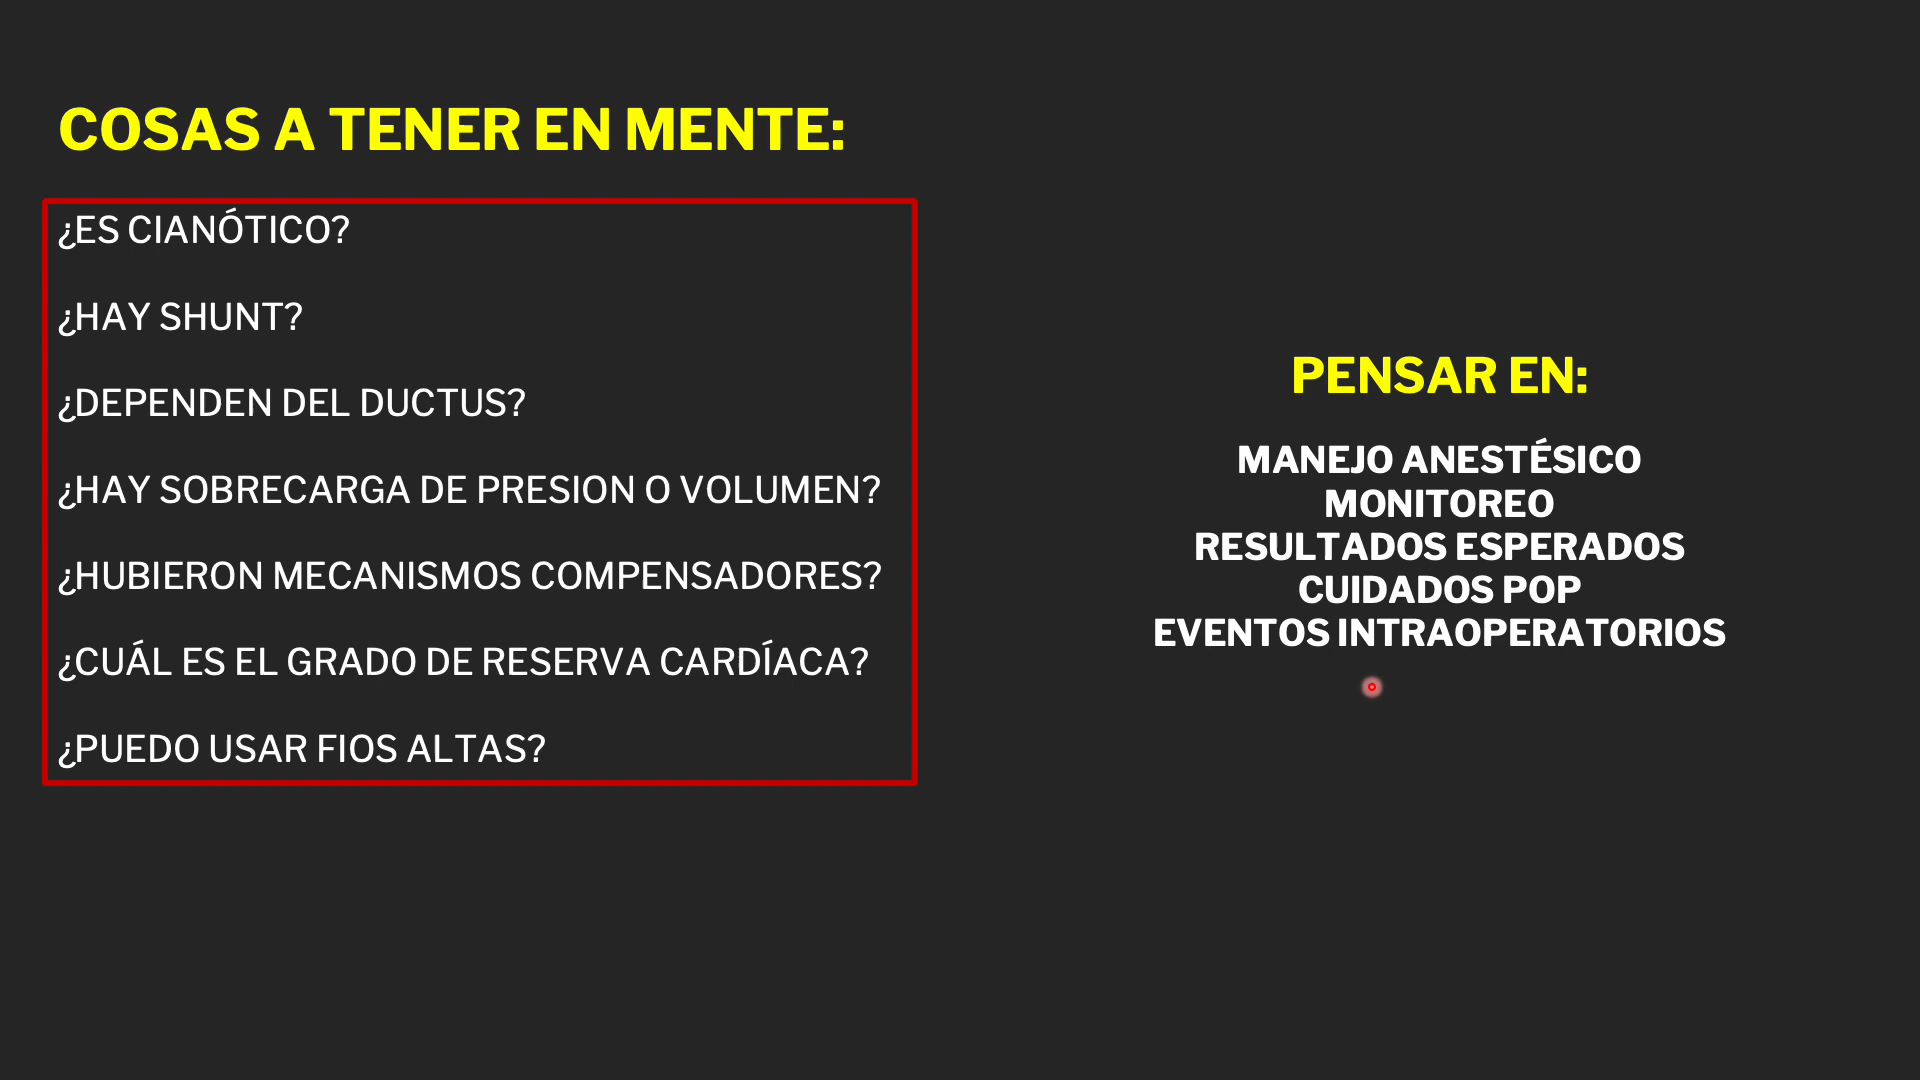 COSAS A TENER EN MENTE:
¿ES CIANÓTICO?
¿HAY SHUNT?
¿DEPENDEN DEL DUCTUS?
¿HAY SOBRECARGA DE PRESION O VOLUMEN?
¿HUBIERON MECANISMOS COMPENSADORES?
¿CUÁL ES EL GRADO DE RESERVA CARDÍACA?
¿PUEDO USAR FIOS ALTAS?
PENSAR EN:
MANEJO ANESTÉSICO
MONITOREO
RESULTADOS ESPERADOS
CUIDADOS POP
EVENTOS INTRAOPERATORIOS